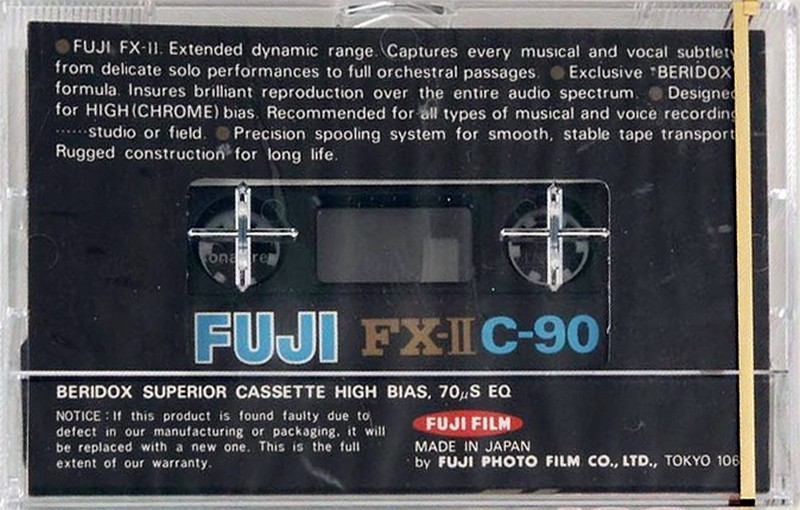 ●FUJI FX-II. Extended dynamic range. Captures every musical and vocal subtlety
from delicate solo performances to full orchestral passages. ●Exclusive "BERIDOX"
formula. Insures brilliant reproduction over the entire audio spectrum. ●Designed
for HIGH(CHROME)bias. Recommended for all types of musical and voice recording
······studio or field. ●Precision spooling system for smooth, stable tape transport.
Rugged construction for long life.
FUJI FX-II C-90
BERIDOX SUPERIOR CASSETTE HIGH BIAS, 70μS EQ
NOTICE : If this product is found faulty due to
defect in our manufacturing or packaging, it will
be replaced with a new one. This is the full
extent of our warranty.
FUJI FILM
MADE IN JAPAN
by FUJI PHOTO FILM CO., LTD., TOKYO 106